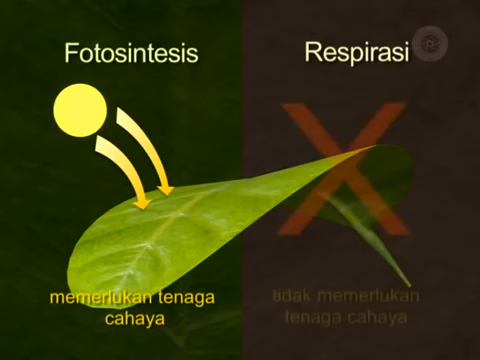 Fotosintesis
Respirasi
memerlukan tenaga
cahaya
tidak memerlukan
tenaga cahaya